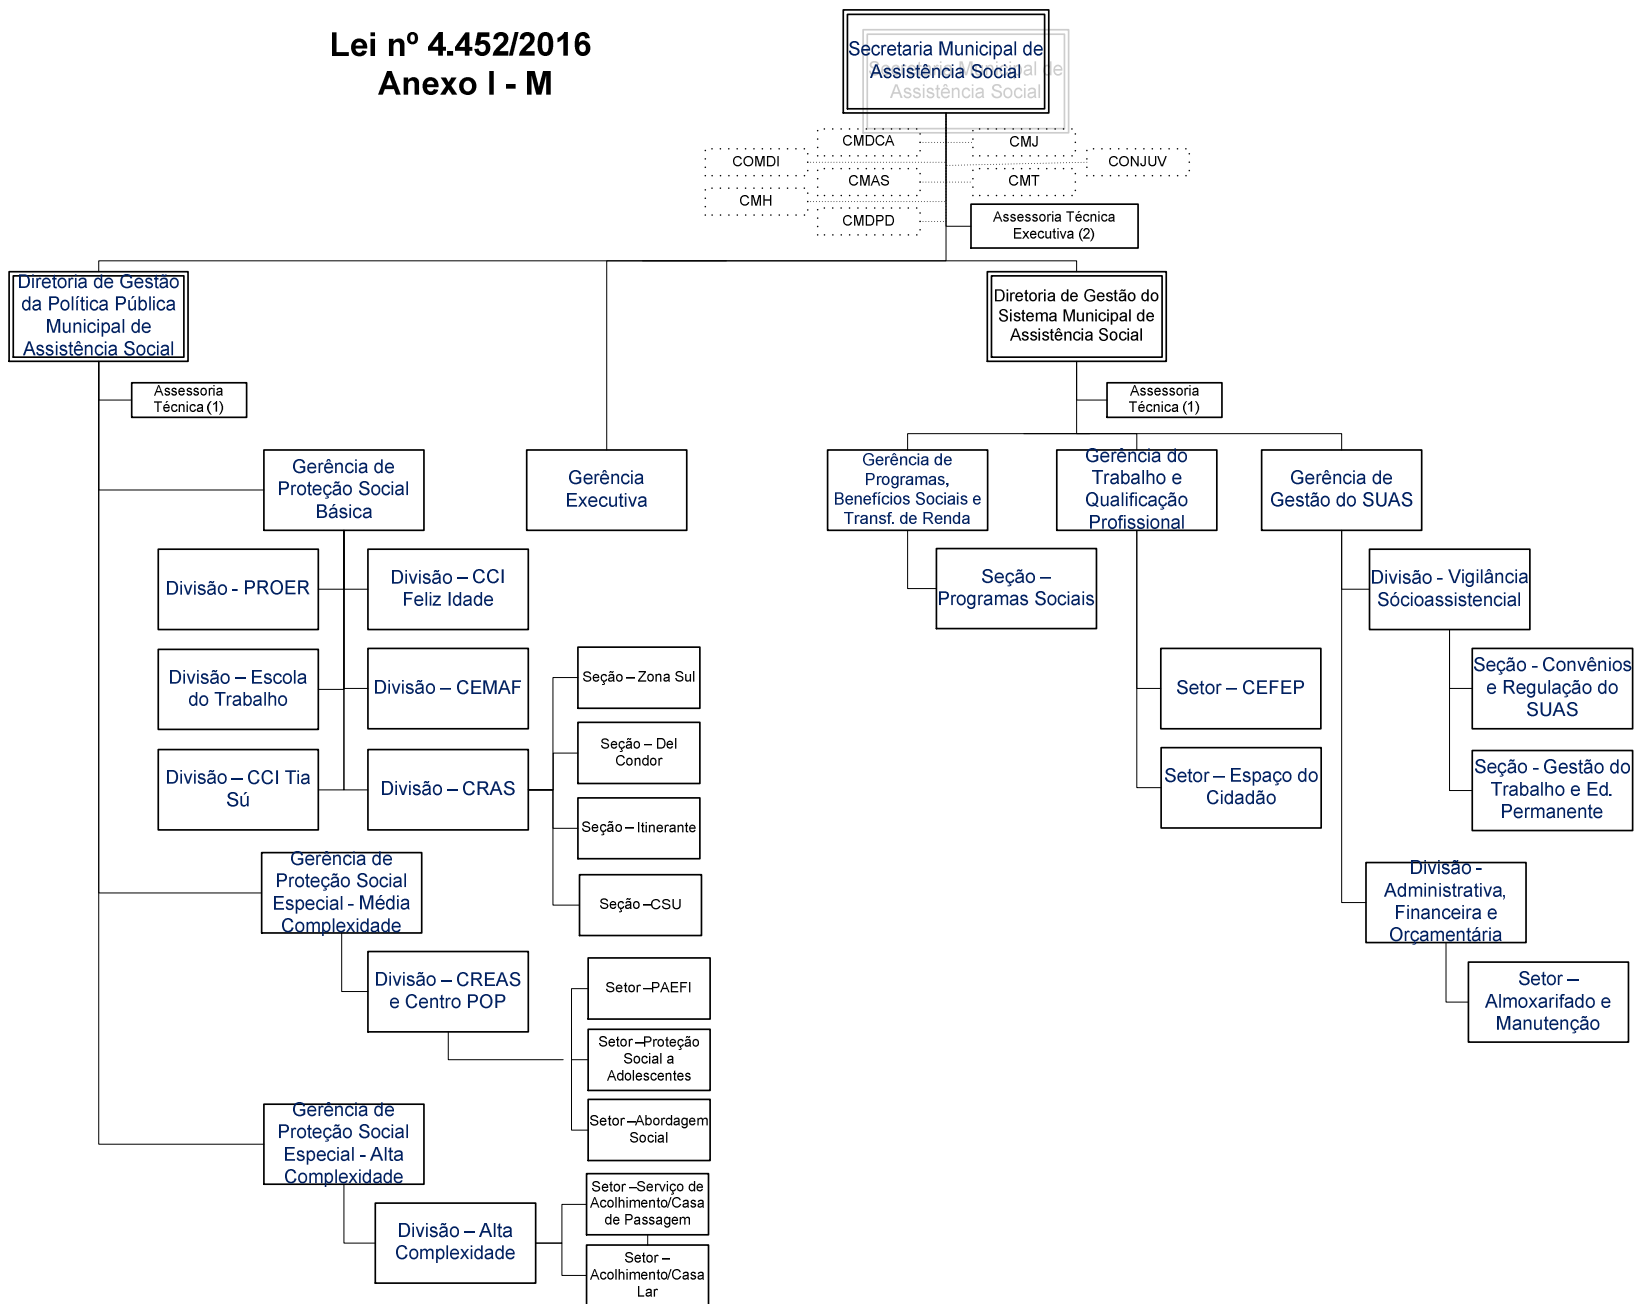 Lei nº 4.452/2016
Anexo I - M
Secretaria Municipal de
Assistência Social
Secretaria Municipal de
Assistência Social
CMDCA
CMJ
COMDI
CONJUV
CMAS
CMT
CMH
CMDPD
Assessoria Técnica
Executiva (2)
Diretoria de Gestão
da Política Pública
Municipal de
Assistência Social
Diretoria de Gestão do
Sistema Municipal de
Assistência Social
Assessoria
Técnica (1)
Assessoria
Técnica (1)
Gerência de
Proteção Social
Básica
Gerência
Executiva
Gerência de
Programas,
Benefícios Sociais e
Transf. de Renda
Gerência do
Trabalho e
Qualificação
Profissional
Gerência de
Gestão do SUAS
Divisão - PROER
Divisão – CCI
Feliz Idade
Seção –
Programas Sociais
Divisão - Vigilância
Sócioassistencial
Divisão – Escola
do Trabalho
Divisão – CEMAF
Seção – Zona Sul
Setor – CEFEP
Seção - Convênios
e Regulação do
SUAS
Seção – Del
Condor
Divisão – CCI Tia
Sú
Divisão – CRAS
Setor – Espaço do
Cidadão
Seção - Gestão do
Trabalho e Ed.
Permanente
Seção – Itinerante
Gerência de
Proteção Social
Especial - Média
Complexidade
Seção –CSU
Divisão -
Administrativa,
Financeira e
Orçamentária
Divisão – CREAS
e Centro POP
Setor –PAEFI
Setor –
Almoxarifado e
Manutenção
Setor –Proteção
Social a
Adolescentes
Gerência de
Proteção Social
Especial - Alta
Complexidade
Setor –Abordagem
Social
Setor –Serviço de
Acolhimento/Casa
de Passagem
Divisão – Alta
Complexidade
Setor –
Acolhimento/Casa
Lar